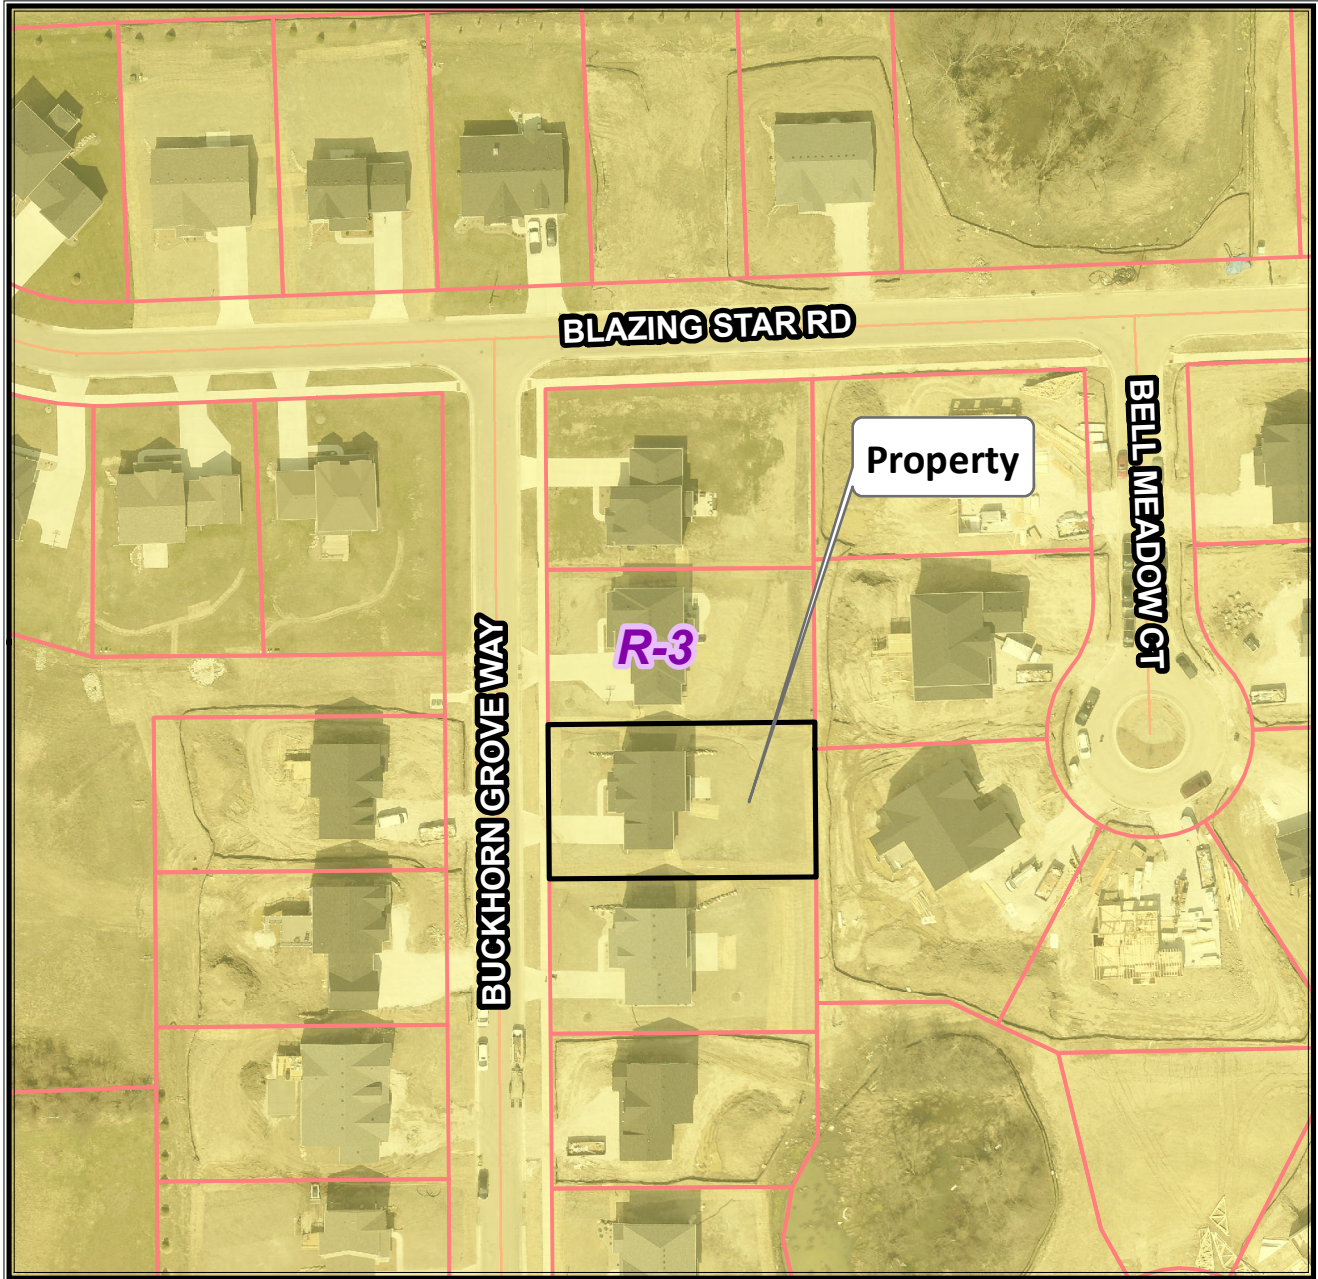 BLAZING STAR RD
BELL MEADOW CT
Property
R-3
BUCKHORN GROVE WAY